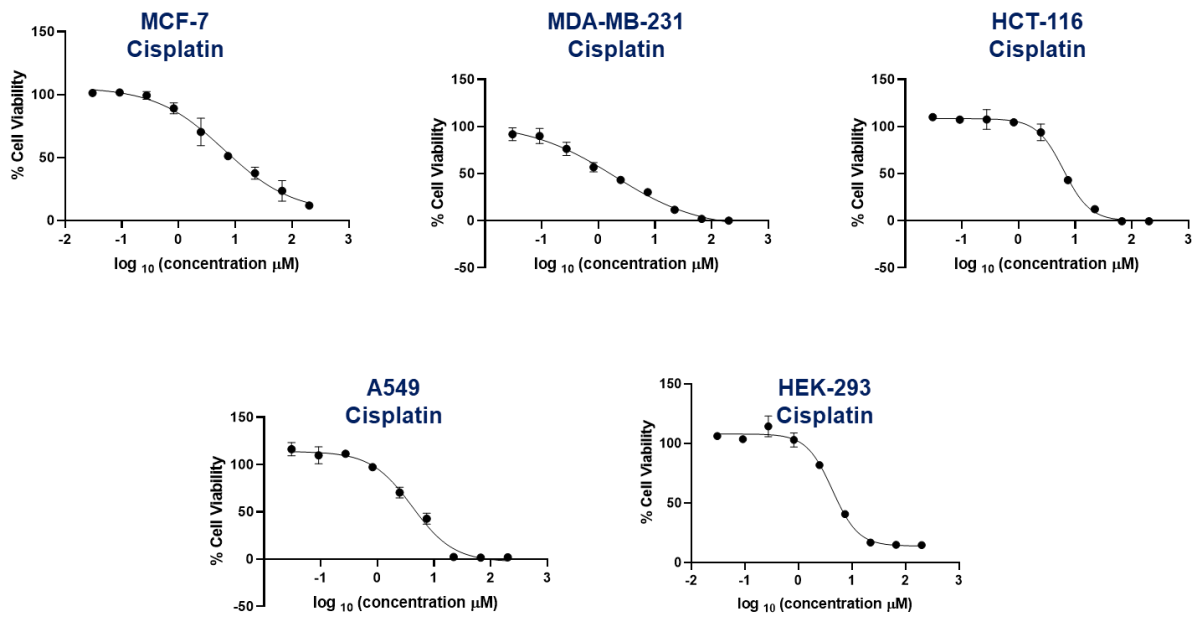 MCF-7
Cisplatin
% Cell Viability
150
100
50
0
-2 -1 0 1 2 3
log 10 (concentration μM)
MDA-MB-231
Cisplatin
% Cell Viability
150
100
50
0
-50
-1 0 1 2 3
log 10 (concentration μM)
HCT-116
Cisplatin
% Cell Viability
150
100
50
0
-50
-1 0 1 2 3
log 10 (concentration μM)
A549
Cisplatin
% Cell Viability
150
100
50
0
-50
-1 0 1 2 3
log 10 (concentration μM)
HEK-293
Cisplatin
% Cell Viability
150
100
50
0
-2 -1 0 1 2 3
log 10 (concentration μM)